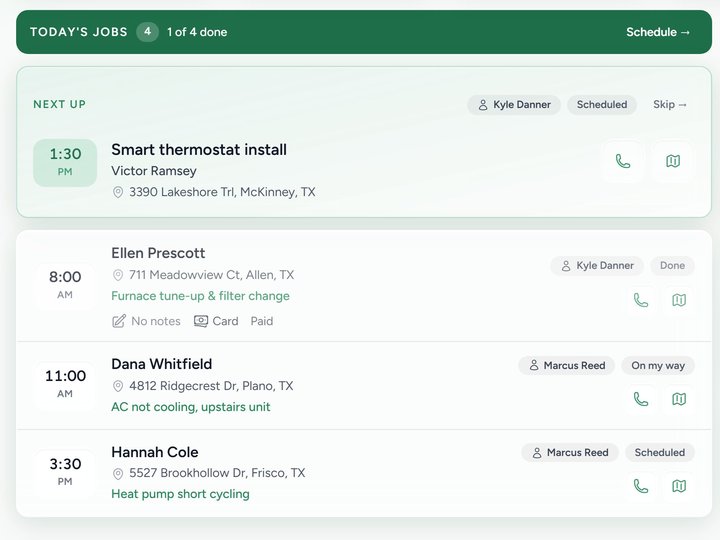 TODAY'S JOBS 4 1 of 4 done Schedule →
NEXT UP Kyle Danner Scheduled Skip →
1:30 PM
Smart thermostat install
Victor Ramsey
3390 Lakeshore Trl, McKinney, TX
8:00 AM
Ellen Prescott
711 Meadowview Ct, Allen, TX
Furnace tune-up & filter change
No notes Card Paid
Kyle Danner Done
11:00 AM
Dana Whitfield
4812 Ridgecrest Dr, Plano, TX
AC not cooling, upstairs unit
Marcus Reed On my way
3:30 PM
Hannah Cole
5527 Brookhollow Dr, Frisco, TX
Heat pump short cycling
Marcus Reed Scheduled